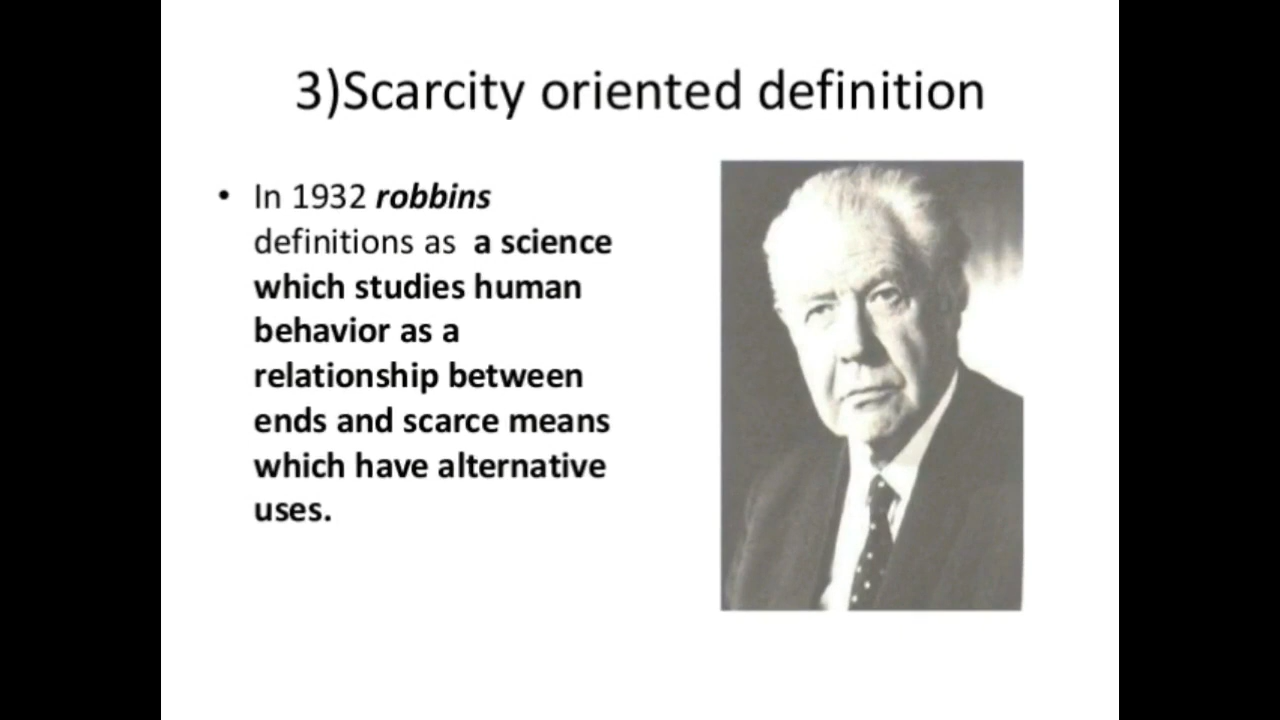 3)Scarcity oriented definition
• In 1932 robbins
definitions as a science
which studies human
behavior as a
relationship between
ends and scarce means
which have alternative
uses.